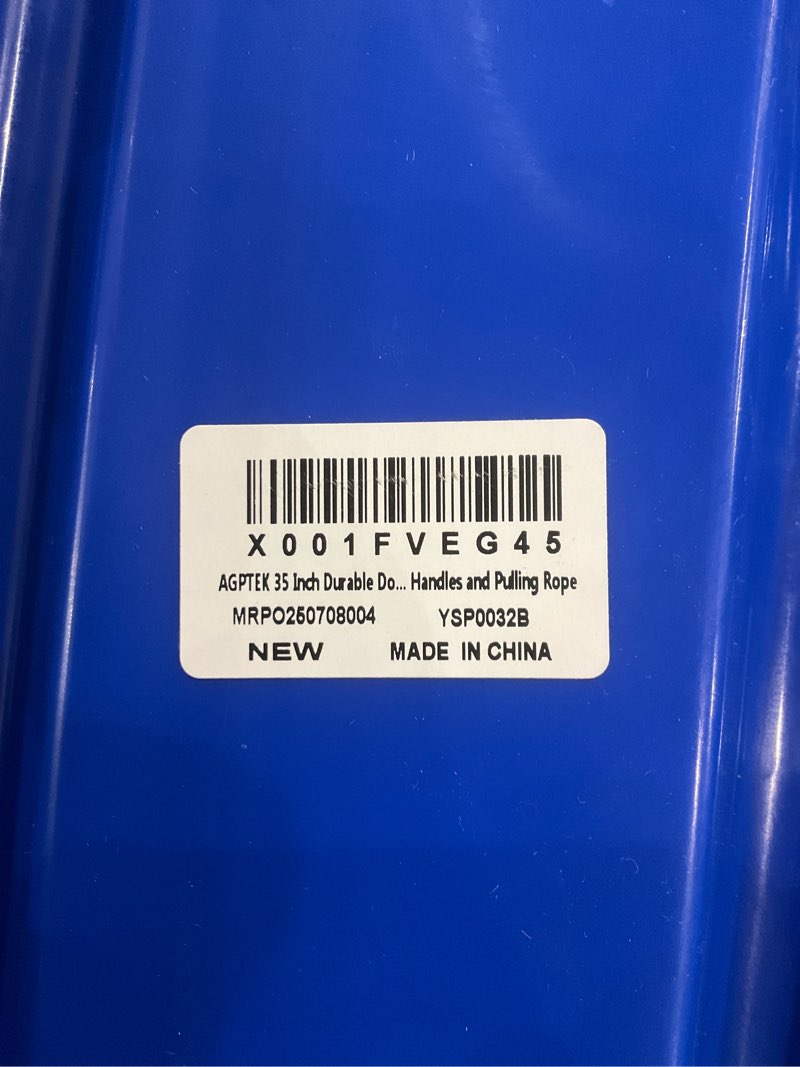 X001FVEG45
AGPTEK 35 Inch Durable Do... Handles and Pulling Rope
MRPO250708004 YSP0032B
NEW MADE IN CHINA